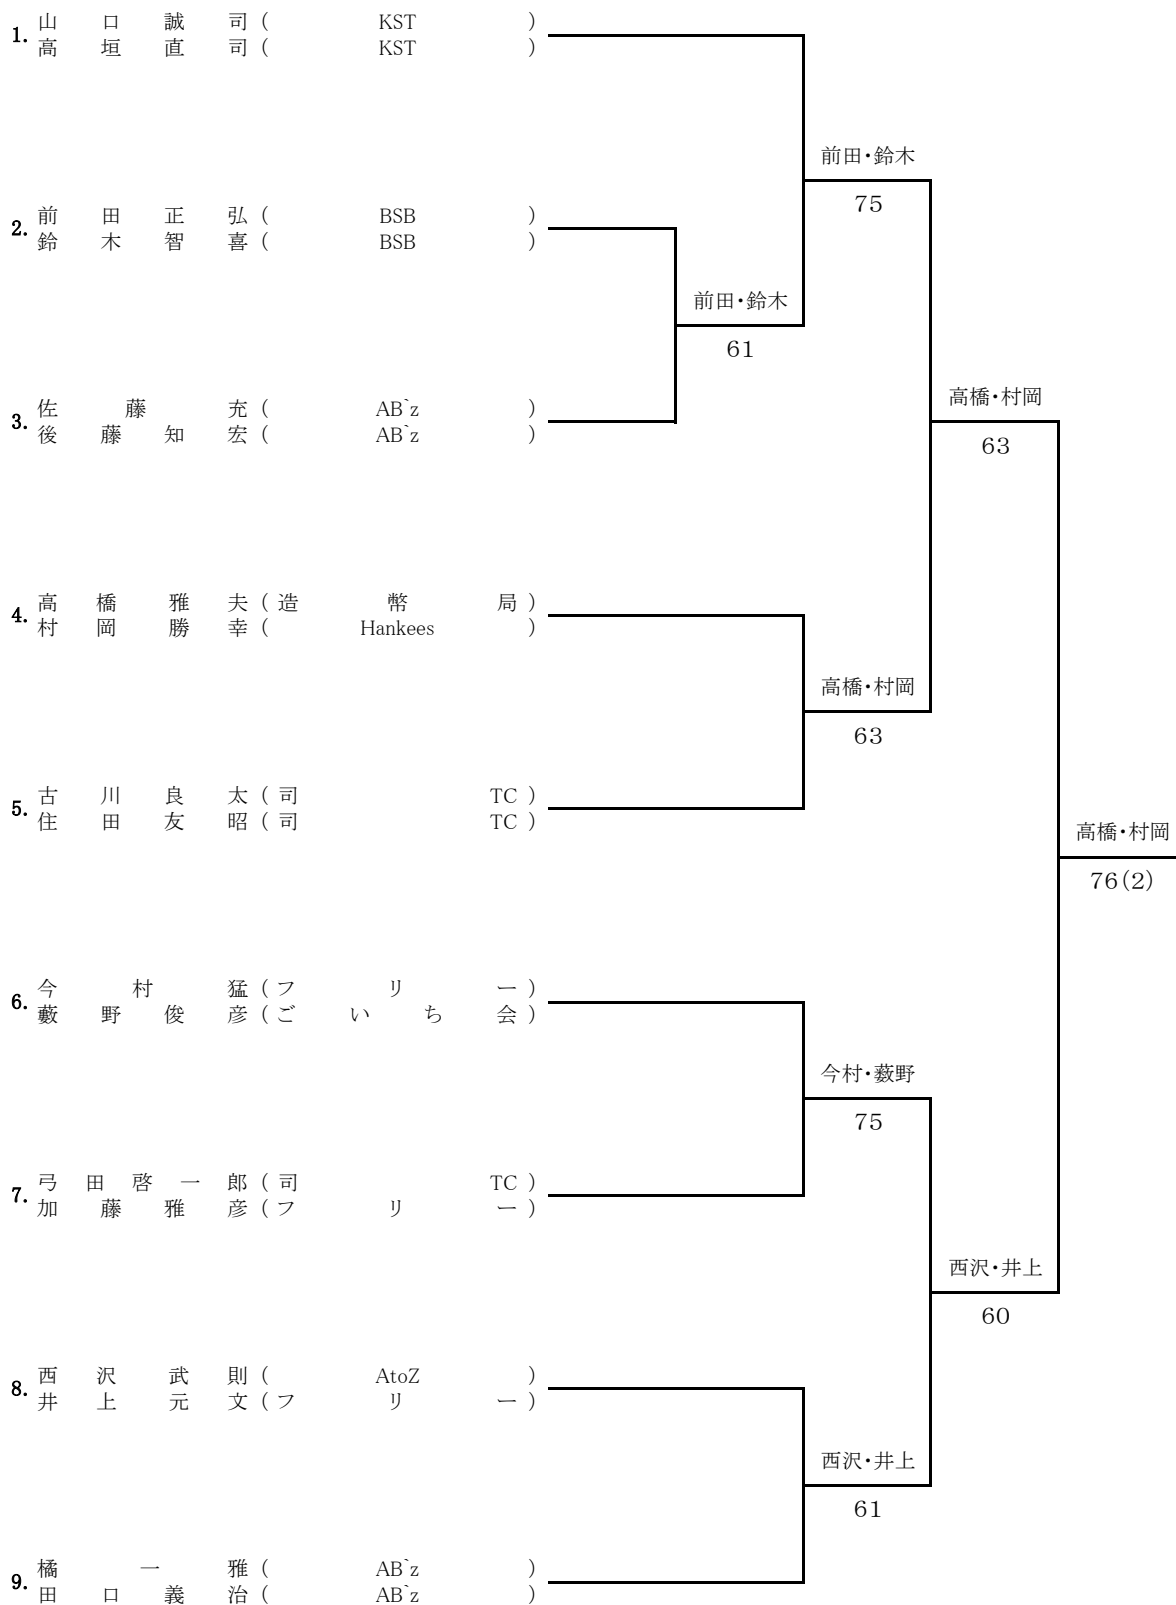 1. 山口誠司(KST)
高垣直司(KST)
前田・鈴木
75
2. 前田正弘(BSB)
鈴木智喜(BSB)
前田・鈴木
61
3. 佐藤充(AB`z)
後藤知宏(AB`z)
高橋・村岡
63
4. 高橋雅夫(造幣局)
村岡勝幸(Hankees)
高橋・村岡
63
5. 古川良太(司TC)
住田友昭(司TC)
高橋・村岡
76(2)
6. 今村猛(フリー)
藪野俊彦(ごいち会)
今村・薮野
75
7. 弓田啓一郎(司TC)
加藤雅彦(フリー)
西沢・井上
60
8. 西沢武則(AtoZ)
井上元文(フリー)
西沢・井上
61
9. 橘一雅(AB`z)
田口義治(AB`z)